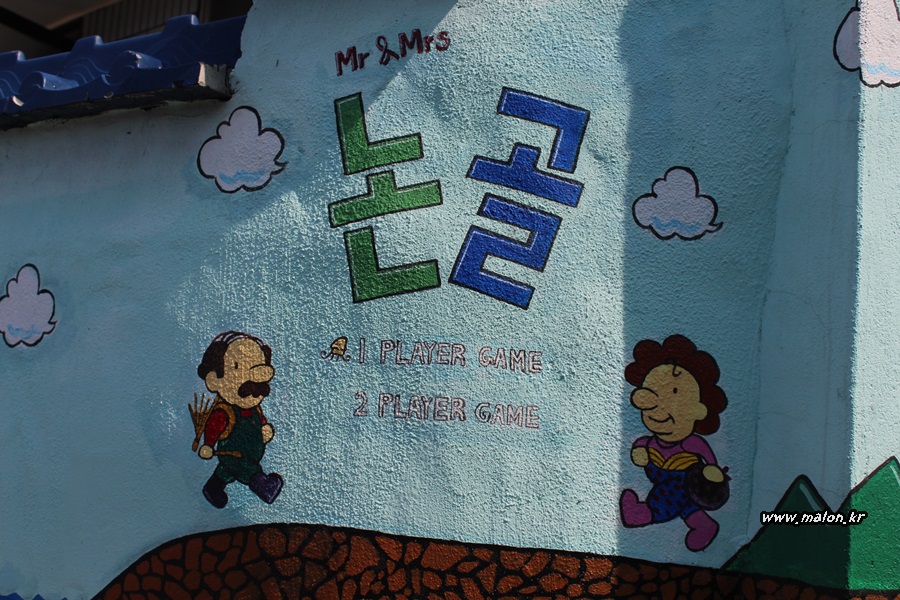 Mr & Mrs
논골
1 PLAYER GAME
2 PLAYER GAME
www.malon.kr